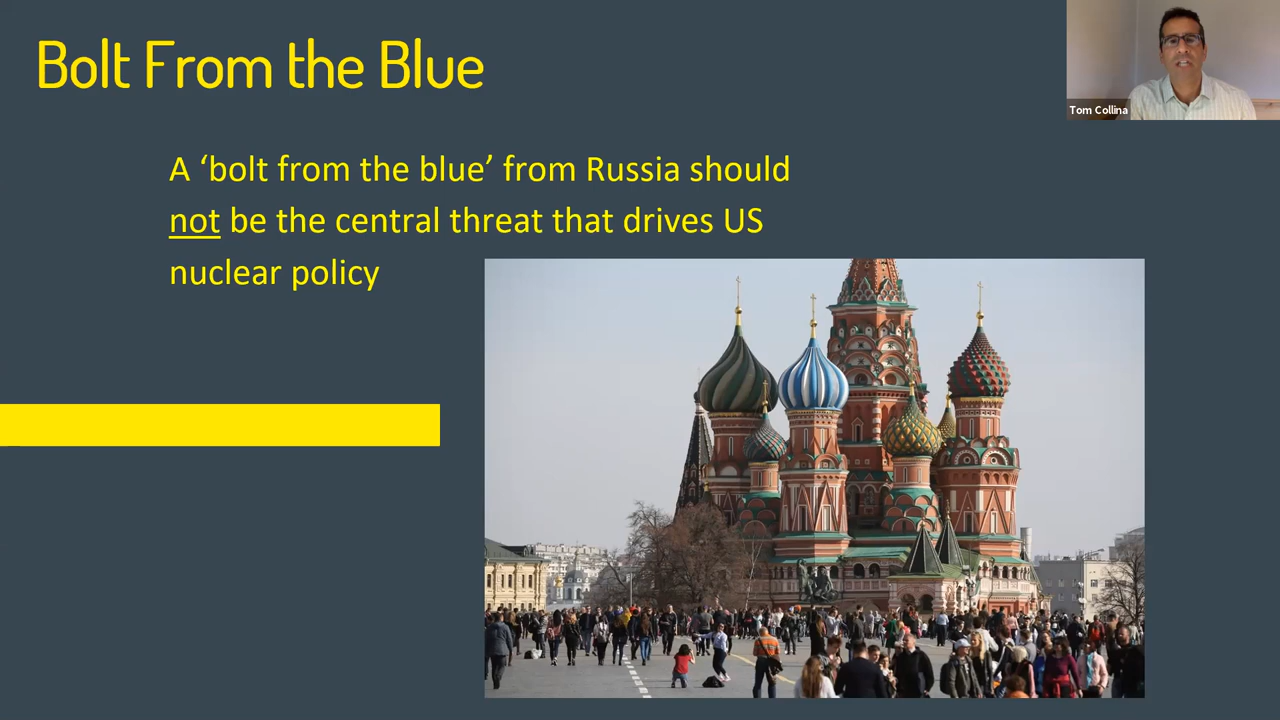 Bolt From the Blue
Tom Collina
A ‘bolt from the blue’ from Russia should
not be the central threat that drives US
nuclear policy